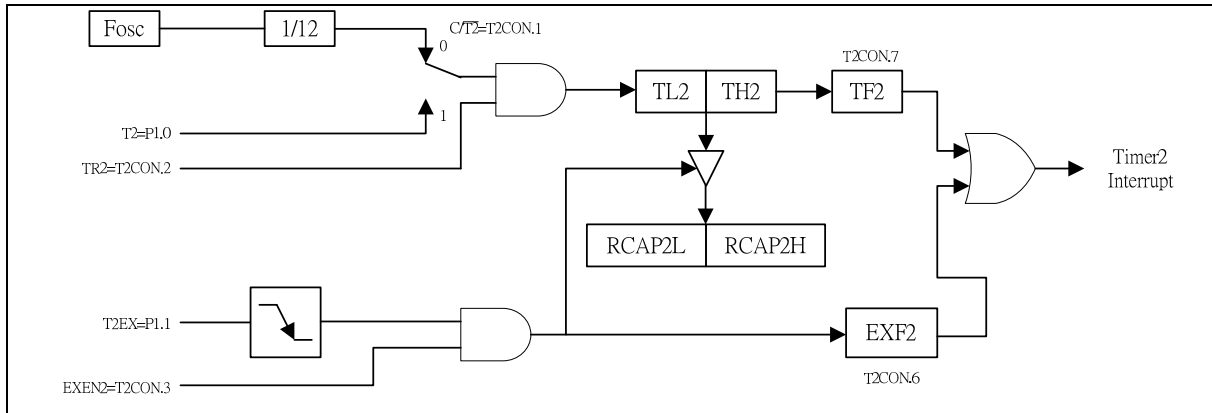 Fosc
1/12
C/T2=T2CON.1
0
1
T2=P1.0
TR2=T2CON.2
TL2
TH2
T2CON.7
TF2
Timer2
Interrupt
RCAP2L
RCAP2H
T2EX=P1.1
EXEN2=T2CON.3
EXF2
T2CON.6